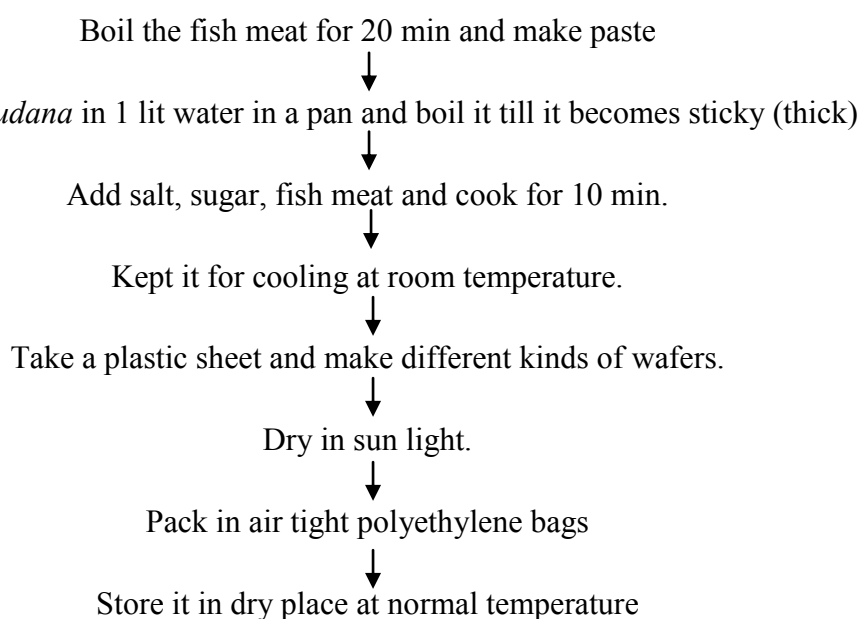 Boil the fish meat for 20 min and make paste
in 1 lit water in a pan and boil it till it becomes sticky (thick)
Add salt, sugar, fish meat and cook for 10 min.
Kept it for cooling at room temperature.
Take a plastic sheet and make different kinds of wafers.
Dry in sun light.
Pack in air tight polyethylene bags
Store it in dry place at normal temperature